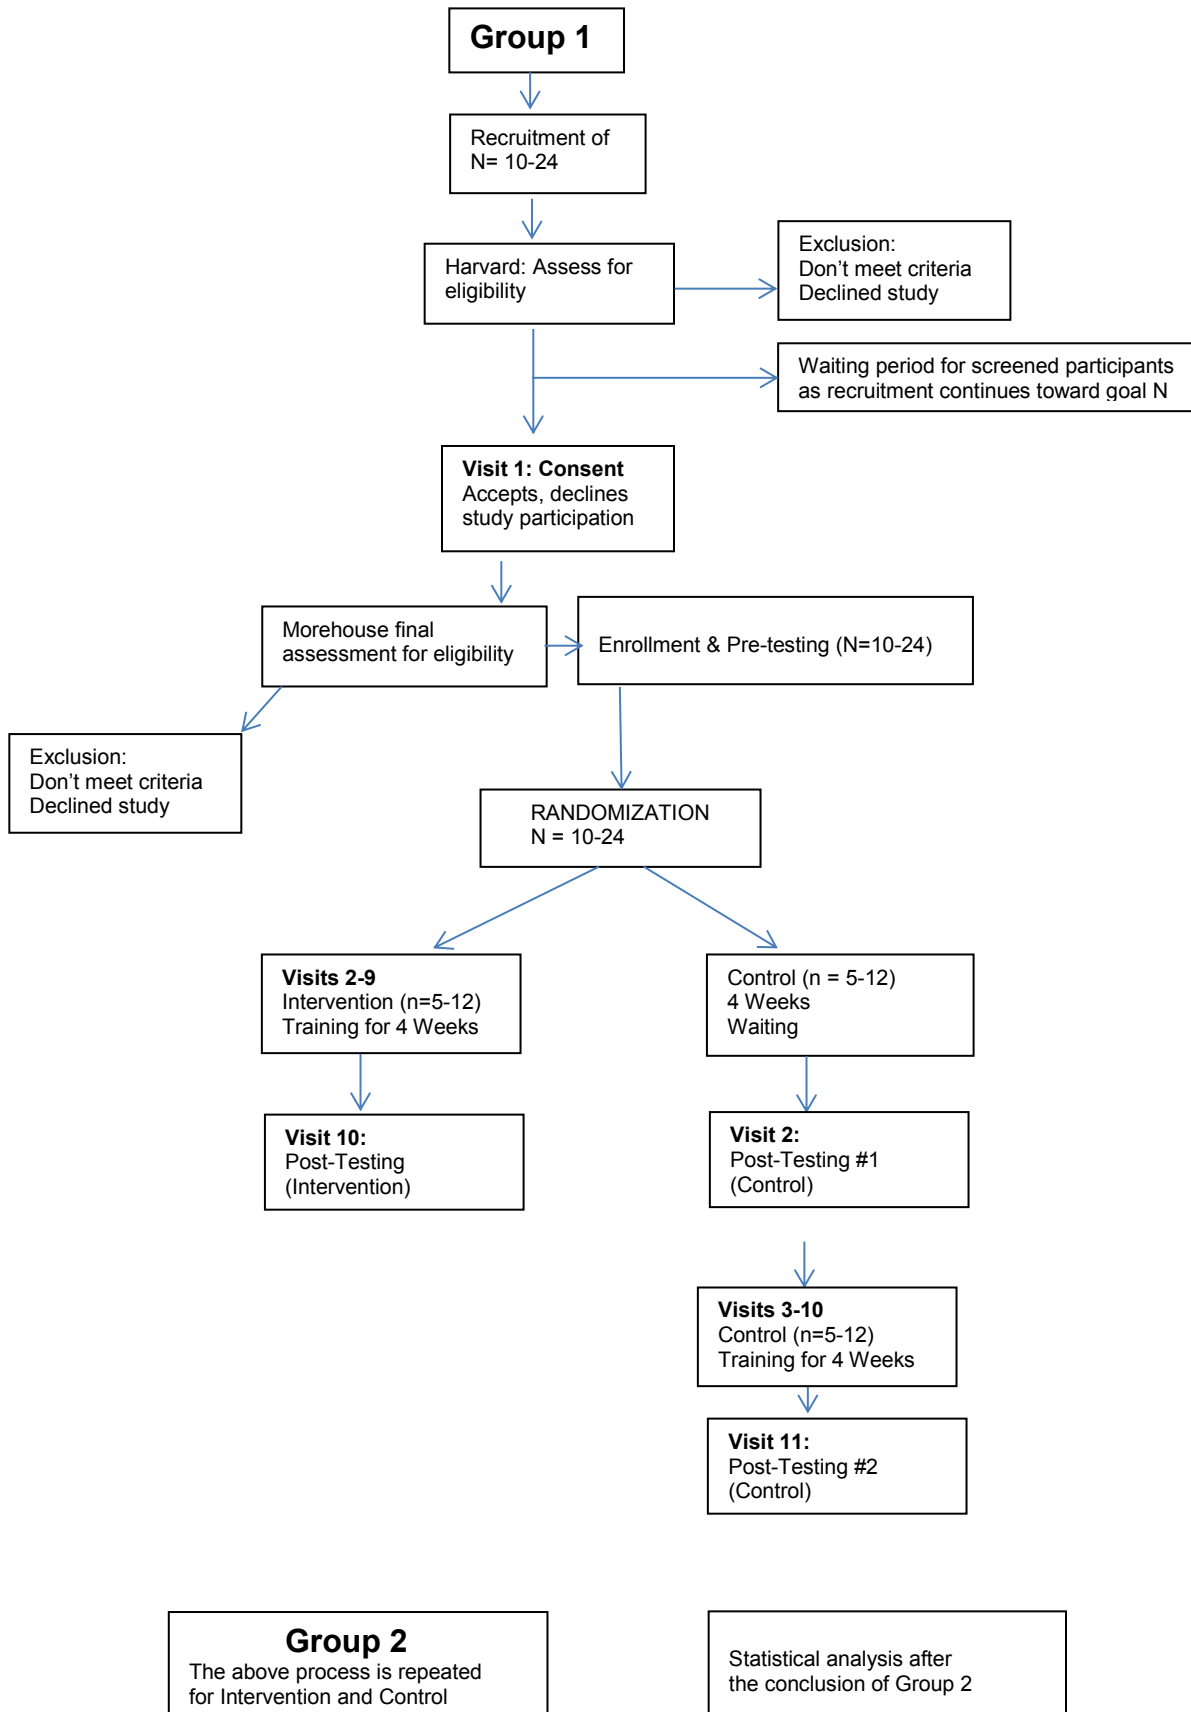 Group 1
Recruitment of
N= 10-24
Harvard: Assess for
eligibility
Exclusion:
Don’t meet criteria
Declined study
Waiting period for screened participants
as recruitment continues toward goal N
Visit 1: Consent
Accepts, declines
study participation
Morehouse final
assessment for eligibility
Enrollment & Pre-testing (N=10-24)
Exclusion:
Don’t meet criteria
Declined study
RANDOMIZATION
N = 10-24
Visits 2-9
Intervention (n=5-12)
Training for 4 Weeks
Control (n = 5-12)
4 Weeks
Waiting
Visit 10:
Post-Testing
(Intervention)
Visit 2:
Post-Testing #1
(Control)
Visits 3-10
Control (n=5-12)
Training for 4 Weeks
Visit 11:
Post-Testing #2
(Control)
Group 2
The above process is repeated
for Intervention and Control
Statistical analysis after
the conclusion of Group 2